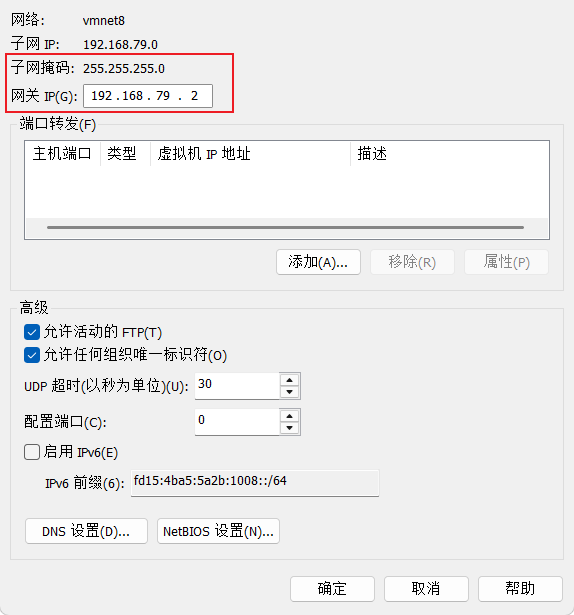 网络: vmnet8
子网 IP: 192.168.79.0
子网掩码: 255.255.255.0
网关 IP(G): 192 . 168 . 79 . 2
端口转发(F)
主机端口 类型 虚拟机 IP 地址 描述
添加(A)... 移除(R) 属性(P)
高级
允许活动的 FTP(T)
允许任何组织唯一标识符(O)
UDP 超时(以秒为单位)(U): 30
配置端口(C): 0
启用 IPv6(E)
IPv6 前缀(6): fd15:4ba5:5a2b:1008::/64
DNS 设置(D)... NetBIOS 设置(N)...
确定 取消 帮助